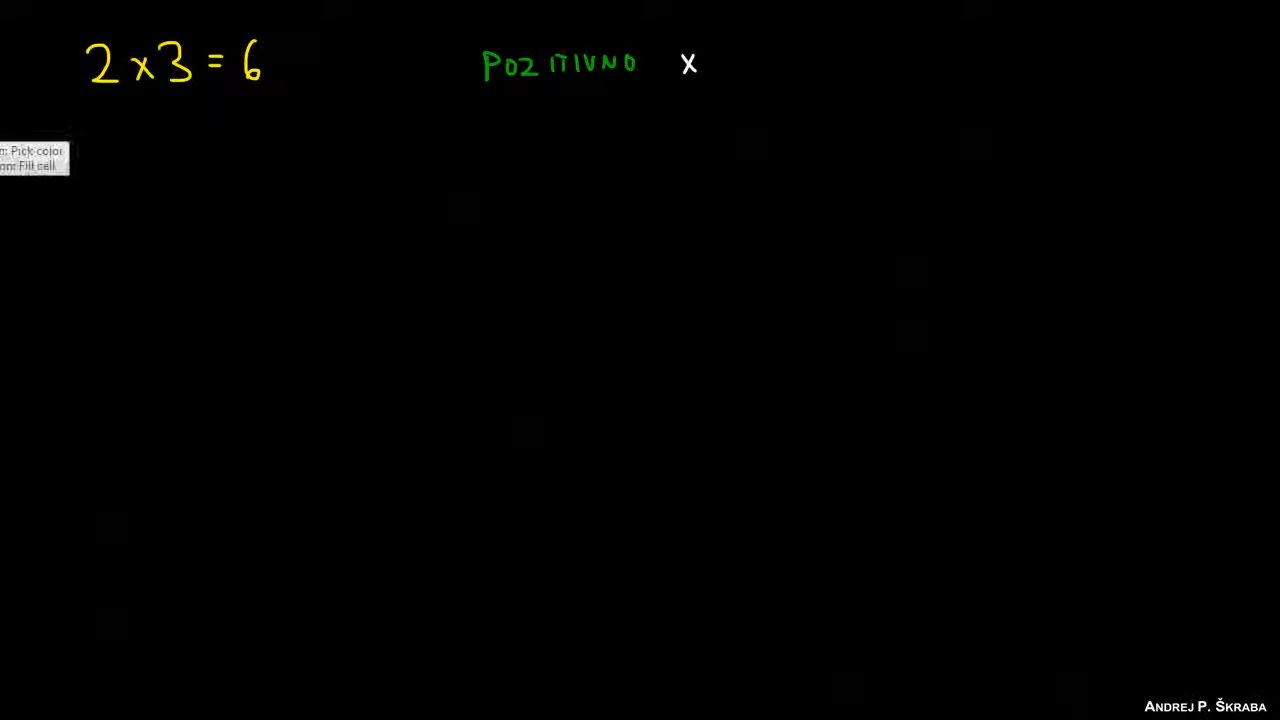 2 x 3 = 6 POZITIVNO x
n: Pick color
Fill cell
ANDREJ P. ŠKRABA